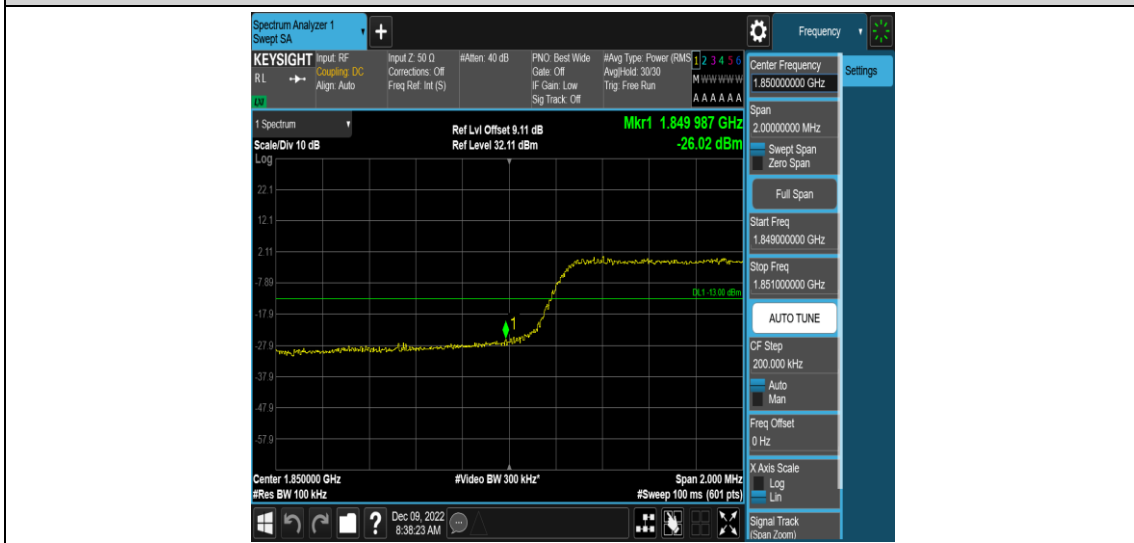 Spectrum Analyzer 1
Swept SA
+
Frequency
KEYSIGHT
RL
LXI
Input: RF
Coupling: DC
Align: Auto
Input Z: 50 Ω
Corrections: Off
Freq Ref: Int (S)
#Atten: 40 dB
PNO: Best Wide
Gate: Off
IF Gain: Low
Sig Track: Off
#Avg Type: Power (RMS
Avg|Hold: 30/30
Trig: Free Run
1 2 3 4 5 6
M W W W W W
A A A A A A
1 Spectrum
Scale/Div 10 dB
Log
Ref Lvl Offset 9.11 dB
Ref Level 32.11 dBm
Mkr1 1.849 987 GHz
-26.02 dBm
22.1
12.1
2.11
-7.89
-17.9
-27.9
-37.9
-47.9
-57.9
DL1 -13.00 dBm
1
Center 1.850000 GHz
#Res BW 100 kHz
#Video BW 300 kHz*
Span 2.000 MHz
#Sweep 100 ms (601 pts)
?
Dec 09, 2022
8:38:23 AM
Center Frequency
1.850000000 GHz
Settings
Span
2.00000000 MHz
Swept Span
Zero Span
Full Span
Start Freq
1.849000000 GHz
Stop Freq
1.851000000 GHz
AUTO TUNE
CF Step
200.000 kHz
Auto
Man
Freq Offset
0 Hz
X Axis Scale
Log
Lin
Signal Track
(Span Zoom)